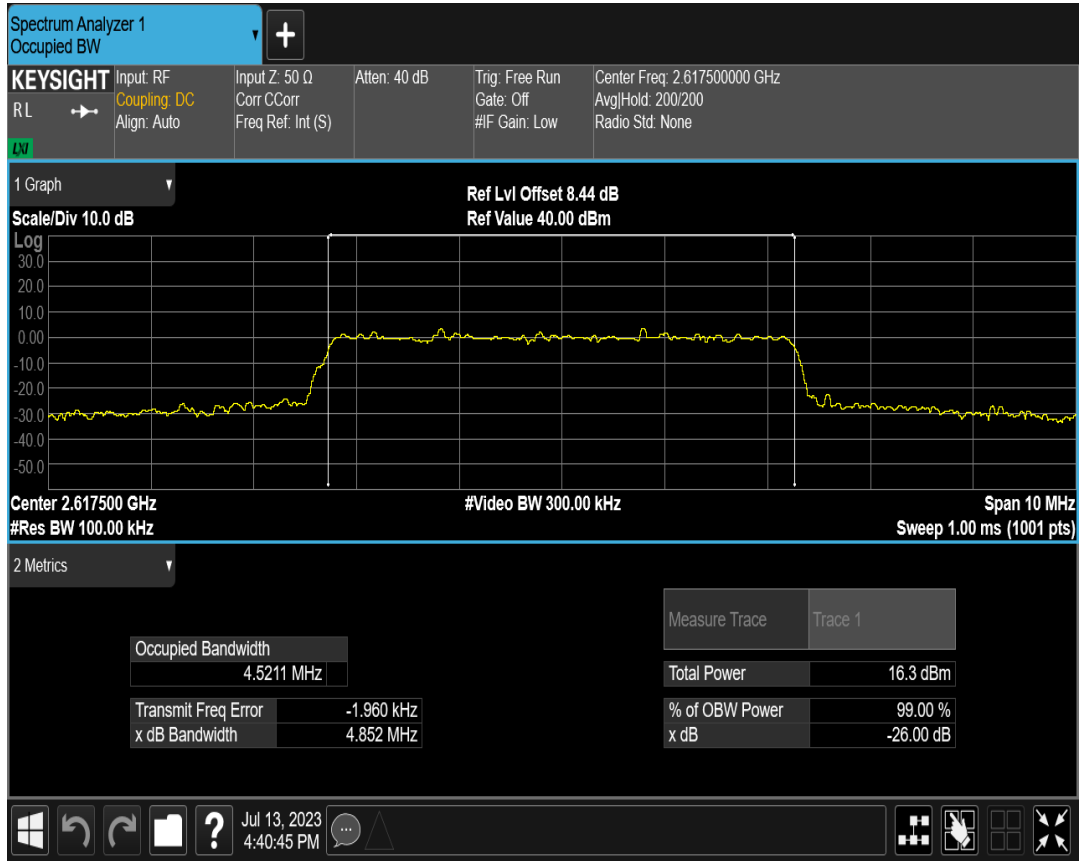 Spectrum Analyzer 1
Occupied BW
+
KEYSIGHT
R L
LXI
Input: RF
Coupling: DC
Align: Auto
Input Z: 50 Ω
Corr CCorr
Freq Ref: Int (S)
Atten: 40 dB
Trig: Free Run
Gate: Off
#IF Gain: Low
Center Freq: 2.617500000 GHz
Avg|Hold: 200/200
Radio Std: None
1 Graph
Ref Lvl Offset 8.44 dB
Scale/Div 10.0 dB
Ref Value 40.00 dBm
Log
30.0
20.0
10.0
0.00
-10.0
-20.0
-30.0
-40.0
-50.0
Center 2.617500 GHz
#Video BW 300.00 kHz
Span 10 MHz
#Res BW 100.00 kHz
Sweep 1.00 ms (1001 pts)
2 Metrics
Measure Trace Trace 1
Occupied Bandwidth
4.5211 MHz
Total Power 16.3 dBm
Transmit Freq Error -1.960 kHz
% of OBW Power 99.00 %
x dB Bandwidth 4.852 MHz
x dB -26.00 dB
?
Jul 13, 2023
4:40:45 PM